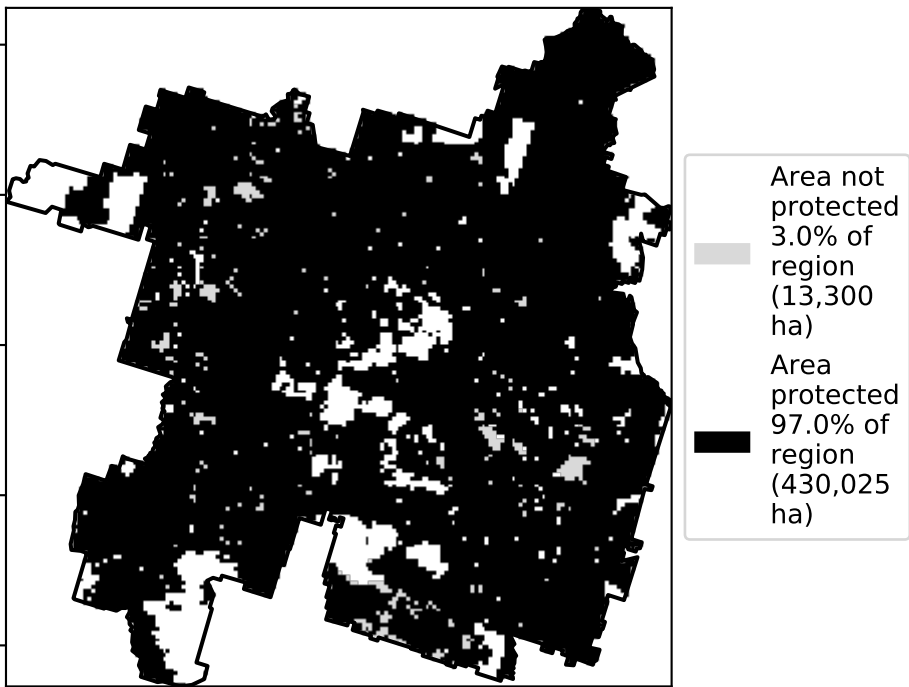 Area not
protected
3.0% of
region
(13,300
ha)
Area
protected
97.0% of
region
(430,025
ha)